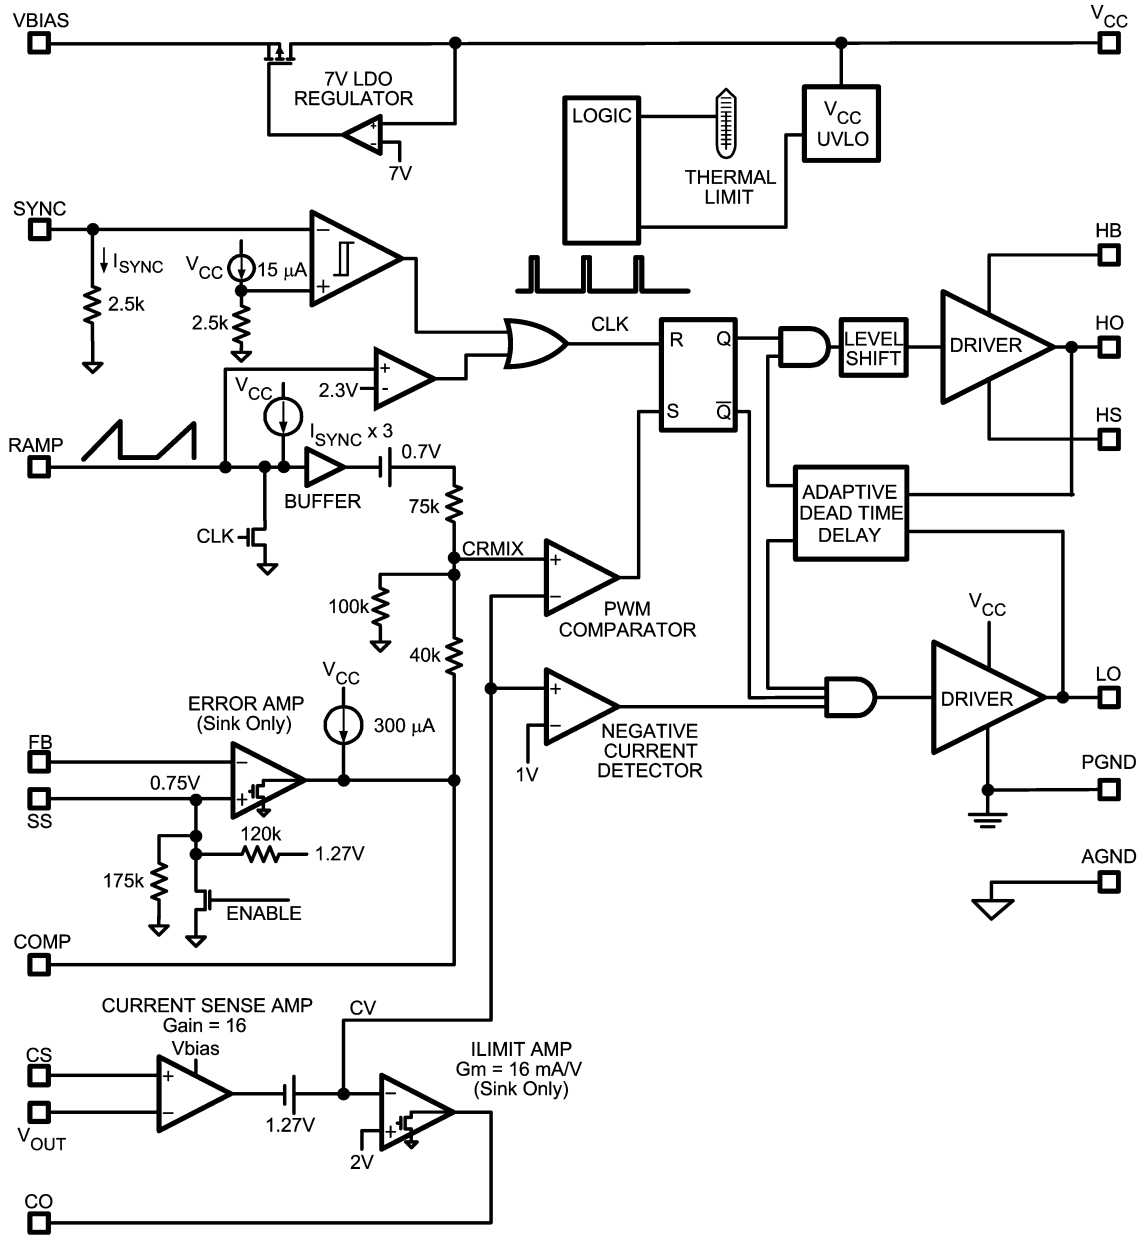 VBIAS
VCC
7V LDO
REGULATOR
+
-
7V
LOGIC
THERMAL
LIMIT
VCC
UVLO
SYNC
ISYNC
2.5k
VCC
15 µA
2.5k
−
+
HB
CLK
2.3V
+
-
R
Q
S
Q̅
LEVEL
SHIFT
DRIVER
HO
HS
VCC
ISYNC x 3
RAMP
BUFFER
0.7V
75k
CLK
CRMIX
ADAPTIVE
DEAD TIME
DELAY
100k
40k
+
−
PWM
COMPARATOR
VCC
DRIVER
LO
VCC
300 µA
ERROR AMP
(Sink Only)
+
−
1V
NEGATIVE
CURRENT
DETECTOR
FB
SS
0.75V
−
+
PGND
120k
1.27V
175k
ENABLE
AGND
COMP
CURRENT SENSE AMP
Gain = 16
Vbias
CV
CS
VOUT
+
−
1.27V
ILIMIT AMP
Gm = 16 mA/V
(Sink Only)
−
+
2V
CO